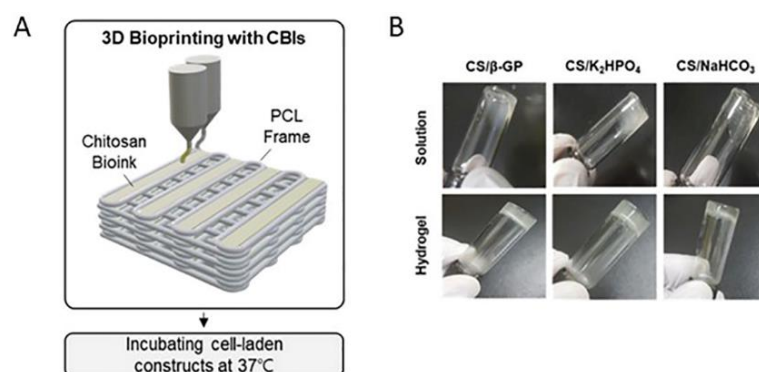 A
3D Bioprinting with CBIs
Chitosan
Bioink
PCL
Frame
Incubating cell-laden
constructs at 37℃
B
CS/β-GP CS/K₂HPO₄ CS/NaHCO₃
Solution
Hydrogel